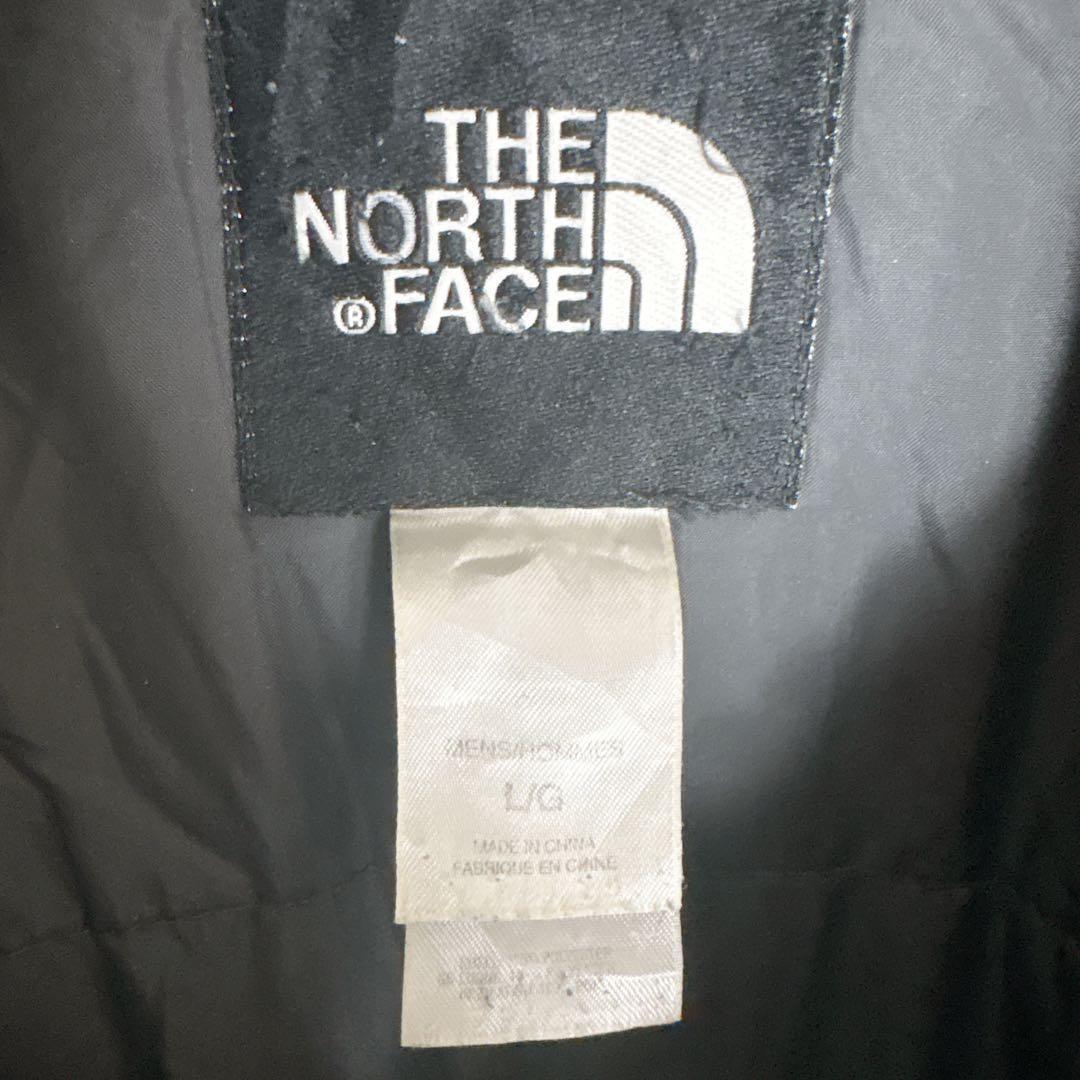 THE
NORTH
® FACE
MENS/HOMMES
L/G
MADE IN CHINA
FABRIQUE EN CHINE